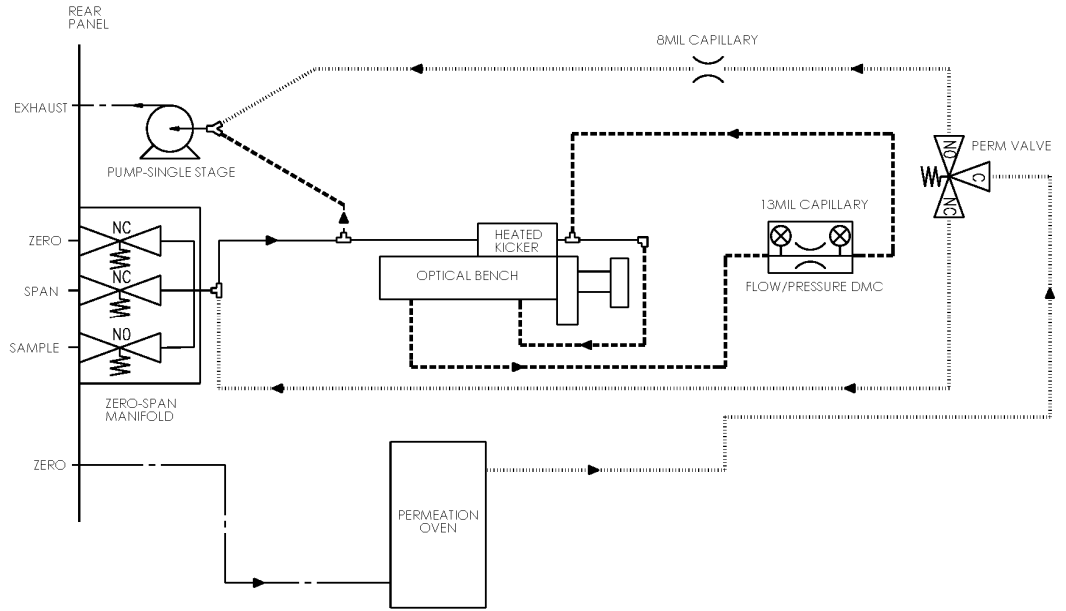 REAR
PANEL
8MIL CAPILLARY
EXHAUST
NO
PERM VALVE
C
NC
PUMP-SINGLE STAGE
13MIL CAPILLARY
NC
ZERO
HEATED
KICKER
OPTICAL BENCH
NC
SPAN
FLOW/PRESSURE DMC
NO
SAMPLE
ZERO-SPAN
MANIFOLD
ZERO
PERMEATION
OVEN